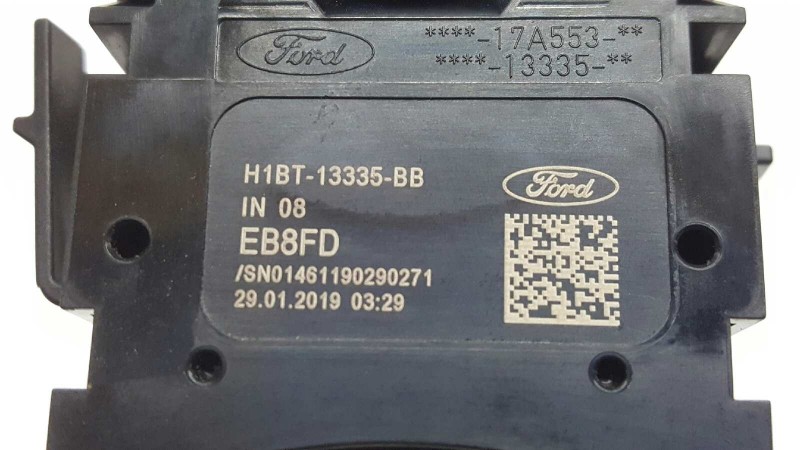 Ford ****-17A553-**
****-13335-**
H1BT-13335-BB
Ford
IN 08
EB8FD
/SN01461190290271
29.01.2019 03:29